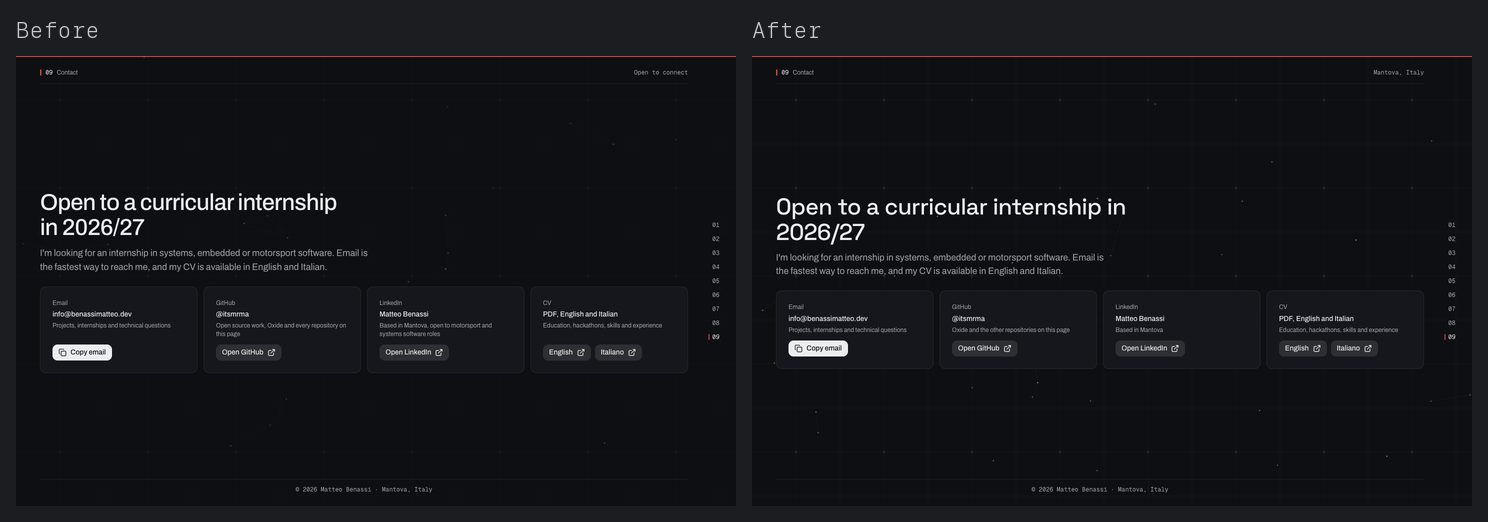 Before
09 Contact
Open to connect
Open to a curricular internship
in 2026/27
I'm looking for an internship in systems, embedded or motorsport software. Email is
the fastest way to reach me, and my CV is available in English and Italian.
Email
info@benassimatteo.dev
Projects, internships and technical questions
Copy email
GitHub
@itsmrma
Open source work, Oxide and every repository on
this page
Open GitHub
LinkedIn
Matteo Benassi
Based in Mantova, open to motorsport and
systems software roles
Open LinkedIn
CV
PDF, English and Italian
Education, hackathons, skills and experience
English
Italiano
01
02
03
04
05
06
07
08
09
© 2026 Matteo Benassi · Mantova, Italy
After
09 Contact
Mantova, Italy
Open to a curricular internship in
2026/27
I'm looking for an internship in systems, embedded or motorsport software. Email is
the fastest way to reach me, and my CV is available in English and Italian.
Email
info@benassimatteo.dev
Projects, internships and technical questions
Copy email
GitHub
@itsmrma
Oxide and the other repositories on this page
Open GitHub
LinkedIn
Matteo Benassi
Based in Mantova
Open LinkedIn
CV
PDF, English and Italian
Education, hackathons, skills and experience
English
Italiano
01
02
03
04
05
06
07
08
09
© 2026 Matteo Benassi · Mantova, Italy